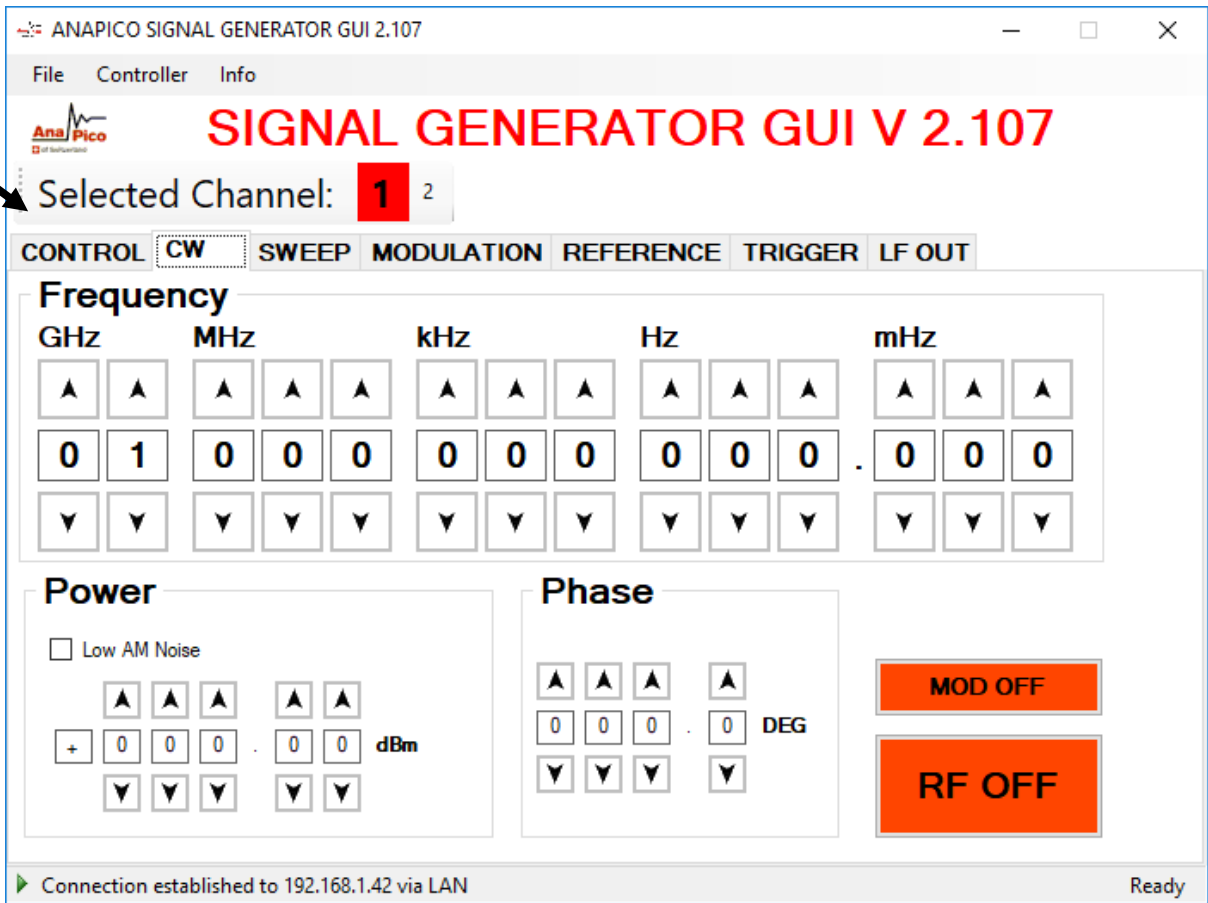 ANAPICO SIGNAL GENERATOR GUI 2.107
File Controller Info
Ana Pico
of Switzerland
SIGNAL GENERATOR GUI V 2.107
Selected Channel: 1 2
CONTROL CW SWEEP MODULATION REFERENCE TRIGGER LF OUT
Frequency
GHz MHz kHz Hz mHz
0 1 0 0 0 0 0 0 0 0 0 . 0 0 0
Power
Low AM Noise
+ 0 0 0 . 0 0 dBm
Phase
0 0 0 . 0 DEG
MOD OFF
RF OFF
Connection established to 192.168.1.42 via LAN Ready